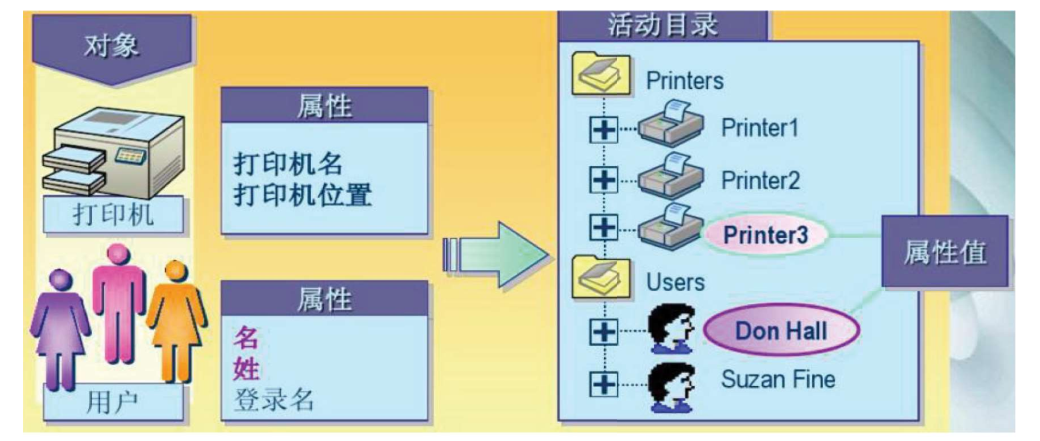 对象
打印机
用户
属性
打印机名
打印机位置
属性
名
姓
登录名
活动目录
Printers
Printer1
Printer2
Printer3
Users
Don Hall
Suzan Fine
属性值